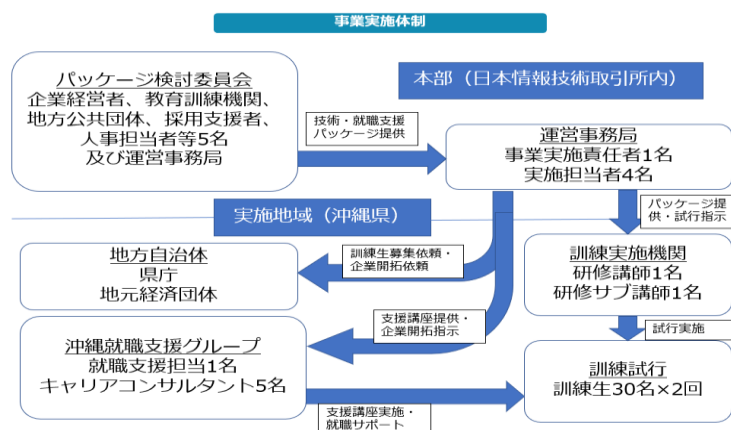 事業実施体制
パッケージ検討委員会
企業経営者、教育訓練機関、
地方公共団体、採用支援者、
人事担当者等5名
及び運営事務局
本部（日本情報技術取引所内）
技術・就職支援
パッケージ提供
運営事務局
事業実施責任者1名
実施担当者4名
実施地域（沖縄県）
パッケージ提
供・試行指示
地方自治体
県庁
地元経済団体
訓練生募集依頼・
企業開拓依頼
訓練実施機関
研修講師1名
研修サブ講師1名
支援講座提供・
企業開拓指示
試行実施
沖縄就職支援グループ
就職支援担当1名
キャリアコンサルタント5名
訓練試行
訓練生30名×2回
支援講座実施・
就職サポート